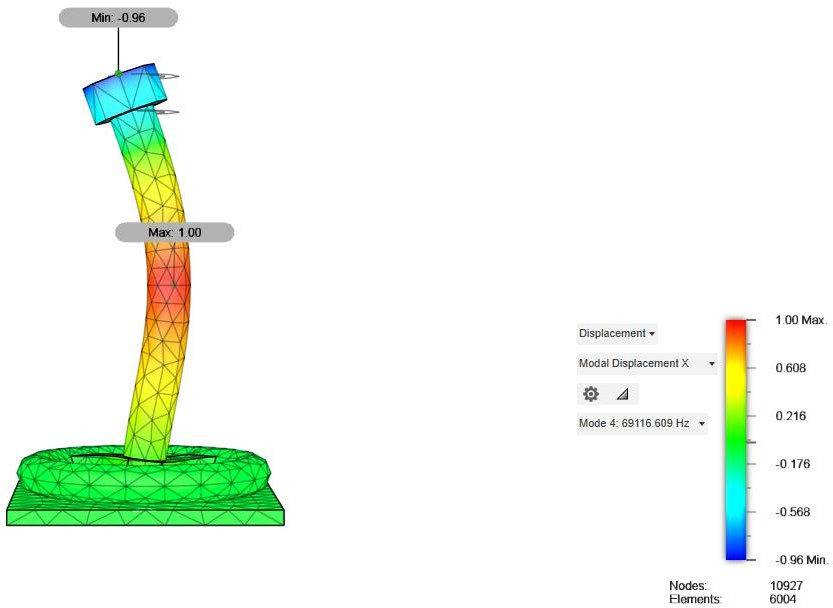 Min: -0.96
Max: 1.00
Displacement
Modal Displacement X
Mode 4: 69116.609 Hz
1.00 Max.
0.608
0.216
-0.176
-0.568
-0.96 Min.
Nodes: 10927
Elements: 6004